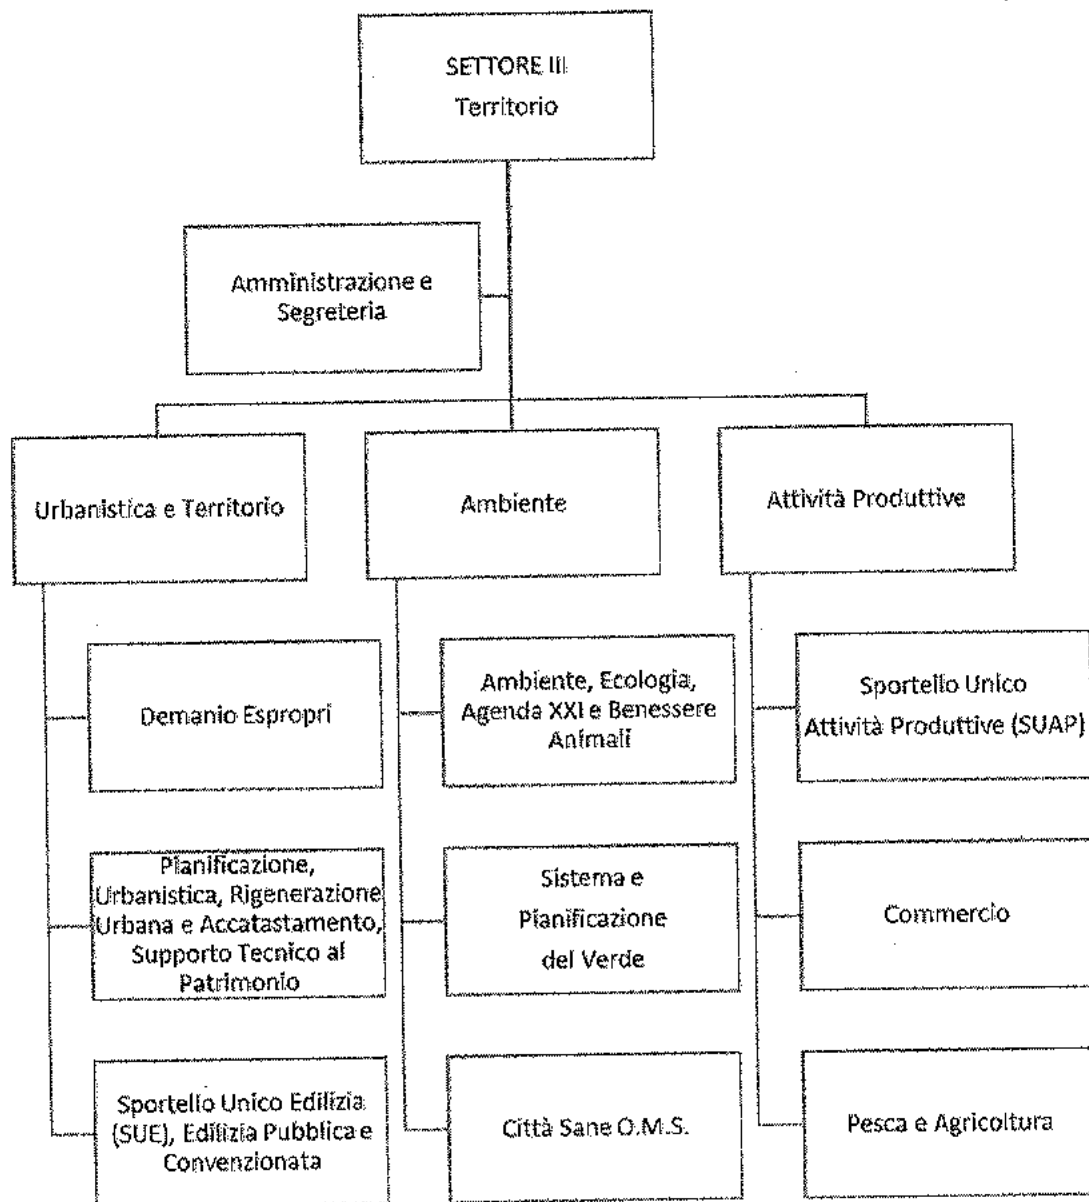 SETTORE III
Territorio
Amministrazione e
Segreteria
Urbanistica e Territorio
Ambiente
Attività Produttive
Demanio Espropri
Ambiente, Ecologia,
Agenda XXI e Benessere
Animali
Sportello Unico
Attività Produttive (SUAP)
Pianificazione,
Urbanistica, Rigenerazione
Urbana e Accatastamento,
Supporto Tecnico al
Patrimonio
Sistema e
Pianificazione
del Verde
Commercio
Sportello Unico Edilizia
(SUE), Edilizia Pubblica e
Convenzionata
Città Sane O.M.S.
Pesca e Agricoltura